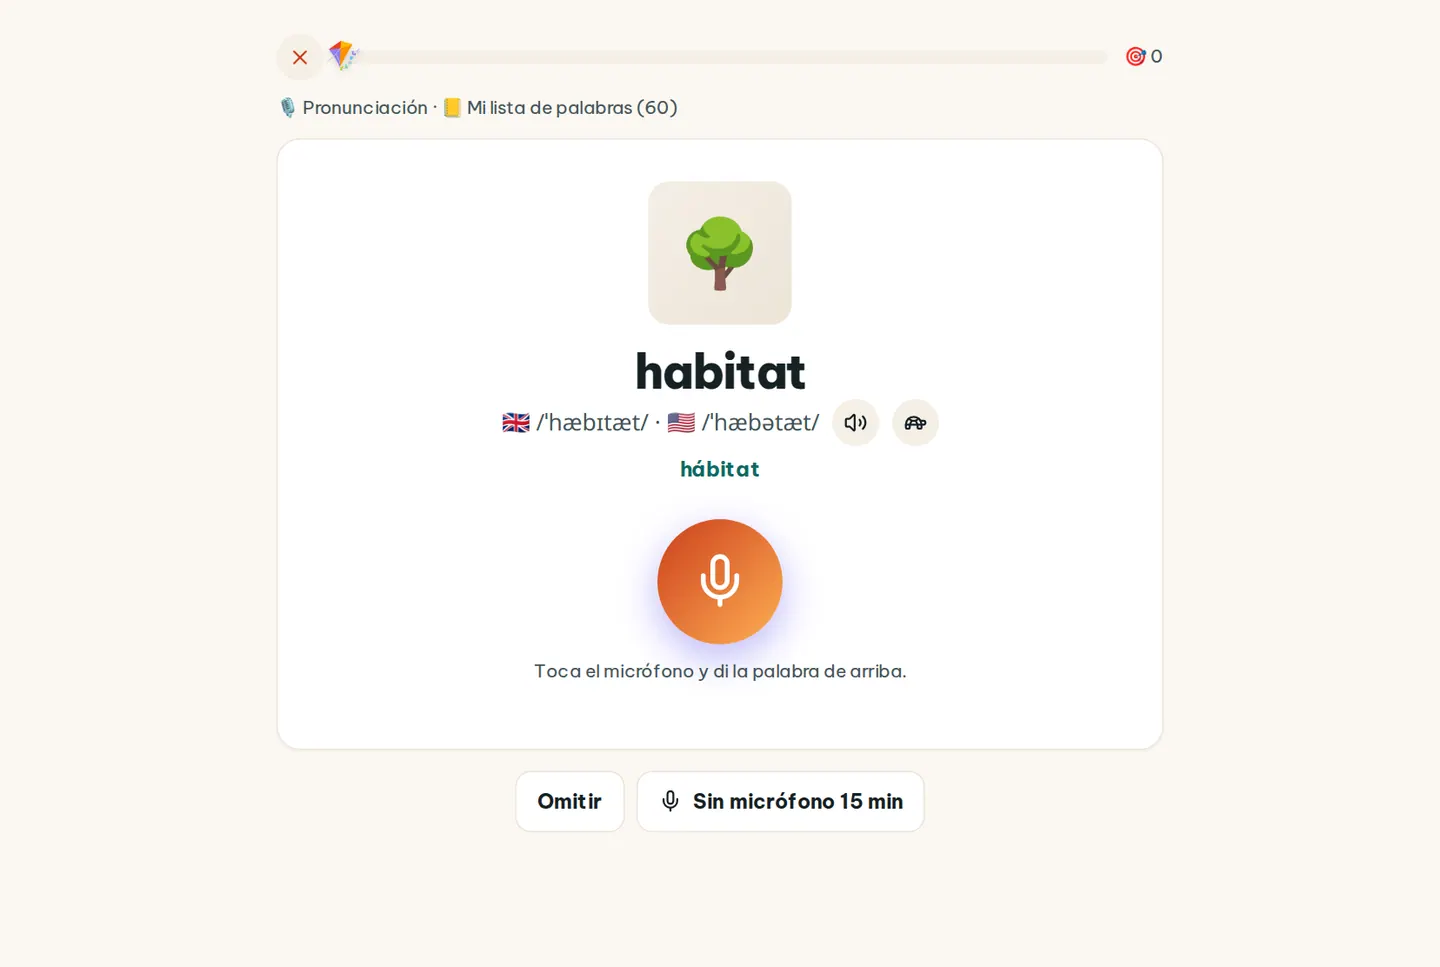 0
Pronunciación · Mi lista de palabras (60)
habitat
/ˈhæbɪtæt/ · /ˈhæbətæt/
hábitat
Toca el micrófono y di la palabra de arriba.
Omitir
Sin micrófono 15 min